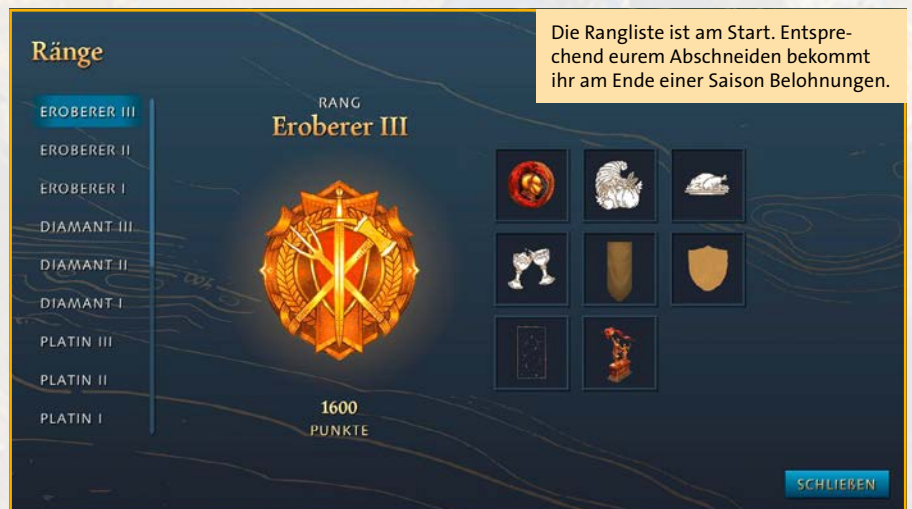 Die Rangliste ist am Start. Entspre-
chend eurem Abschneiden bekommt
ihr am Ende einer Saison Belohnungen.
Ränge
EROBERER III
EROBERER II
EROBERER I
DIAMANT III
DIAMANT II
DIAMANT I
PLATIN III
PLATIN II
PLATIN I
RANG
Eroberer III
1600
PUNKTE
SCHLIEẞEN